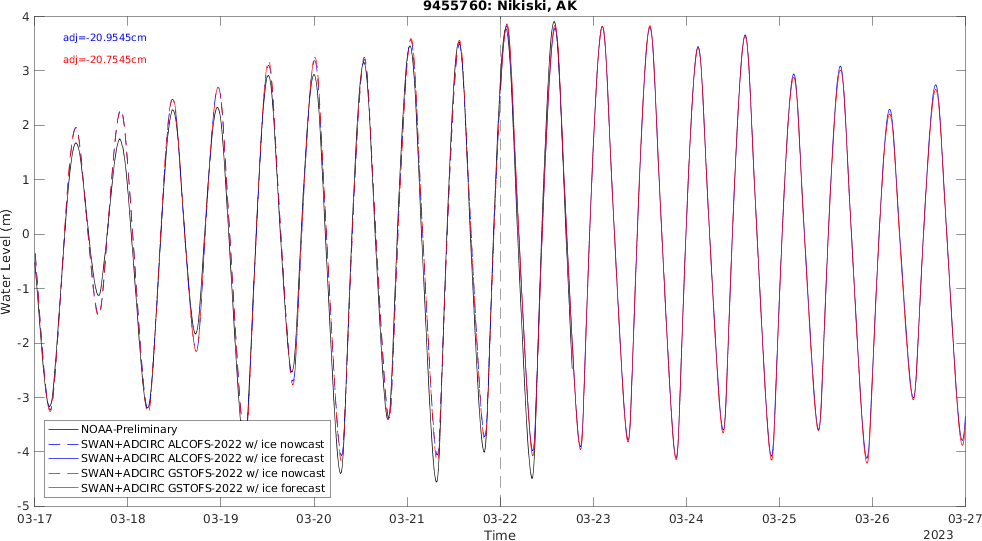 9455760: Nikiski, AK
adj=-20.9545cm
adj=-20.7545cm
4
3
2
1
0
-1
-2
-3
-4
-5
Water Level (m)
NOAA-Preliminary
SWAN+ADCIRC ALCOFS-2022 w/ ice nowcast
SWAN+ADCIRC ALCOFS-2022 w/ ice forecast
SWAN+ADCIRC GSTOFS-2022 w/ ice nowcast
SWAN+ADCIRC GSTOFS-2022 w/ ice forecast
03-17 03-18 03-19 03-20 03-21 03-22 03-23 03-24 03-25 03-26 03-27
Time
2023